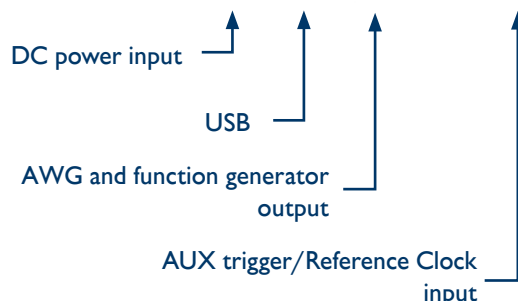 DC power input
USB
AWG and function generator
output
AUX trigger/Reference Clock
input